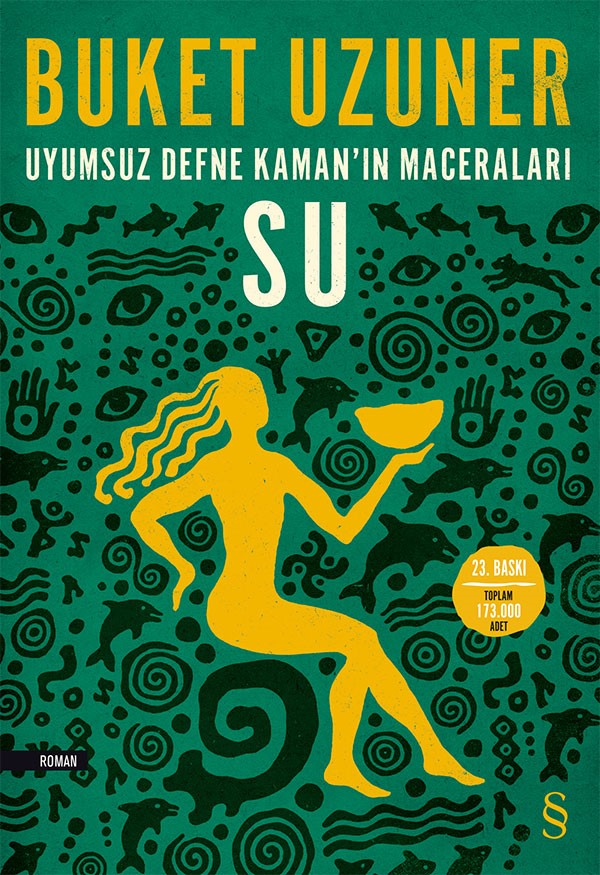 BUKET UZUNER
UYUMSUZ DEFNE KAMAN'IN MACERALARI
SU
23. BASKI
TOPLAM
173.000
ADET
ROMAN